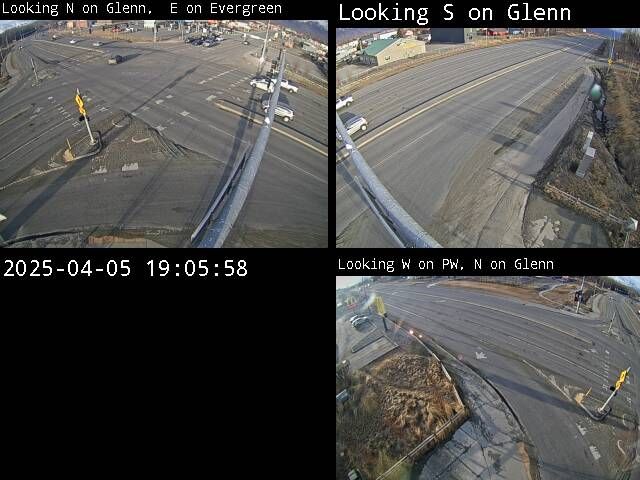 Looking N on Glenn,  E on Evergreen
Looking S on Glenn
2025-04-05 19:05:58
Looking W on PW, N on Glenn